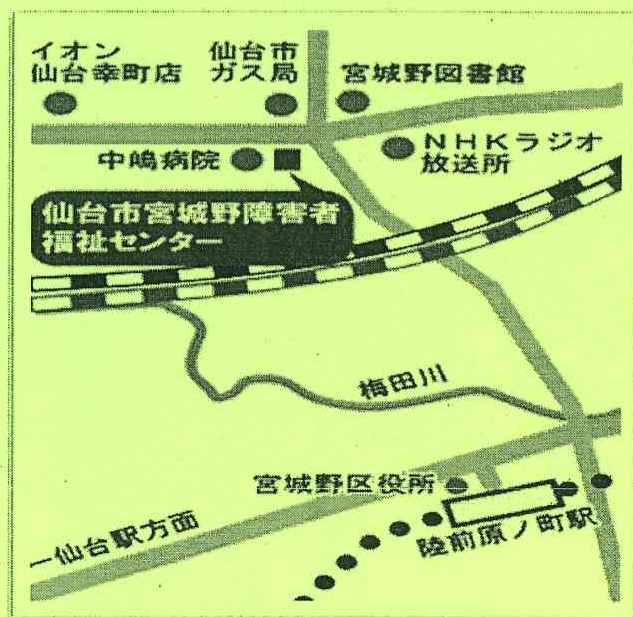 イオン
仙台幸町店
仙台市
ガス局
宮城野図書館
中嶋病院
NHKラジオ
放送所
仙台市宮城野障害者
福祉センター
梅田川
宮城野区役所
陸前原ノ町駅
仙台駅方面